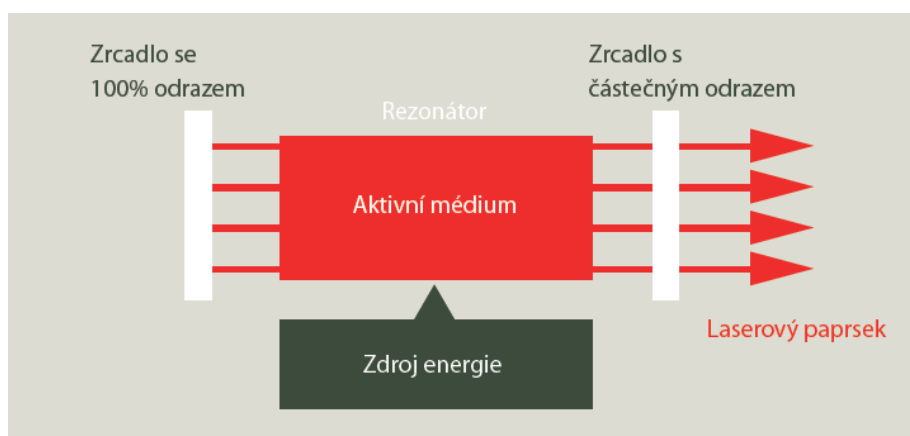 Zrcadlo se
100% odrazem
Zrcadlo s
částečným odrazem
Rezonátor
Aktivní médium
Laserový paprsek
Zdroj energie